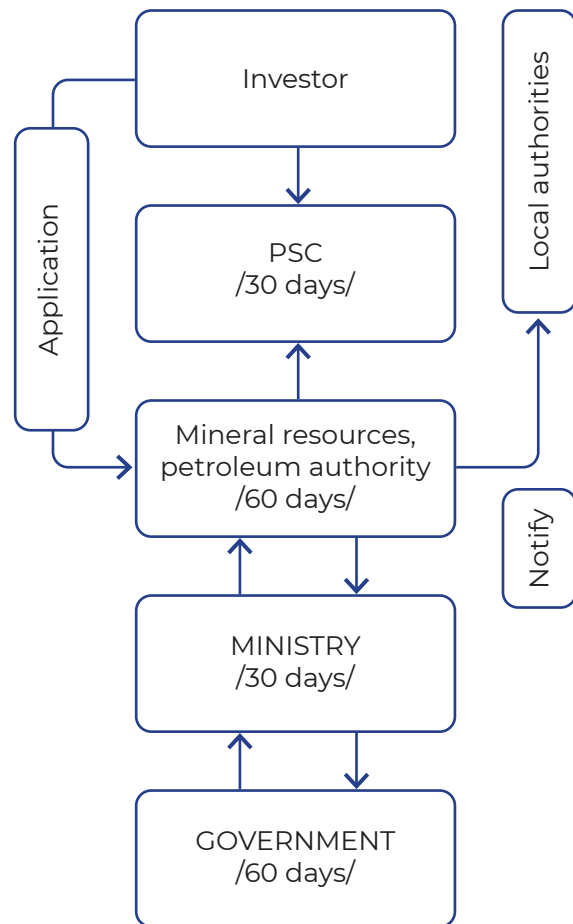 Investor
Local authorities
Application
PSC
/30 days/
Mineral resources,
petroleum authority
/60 days/
Notify
MINISTRY
/30 days/
GOVERNMENT
/60 days/